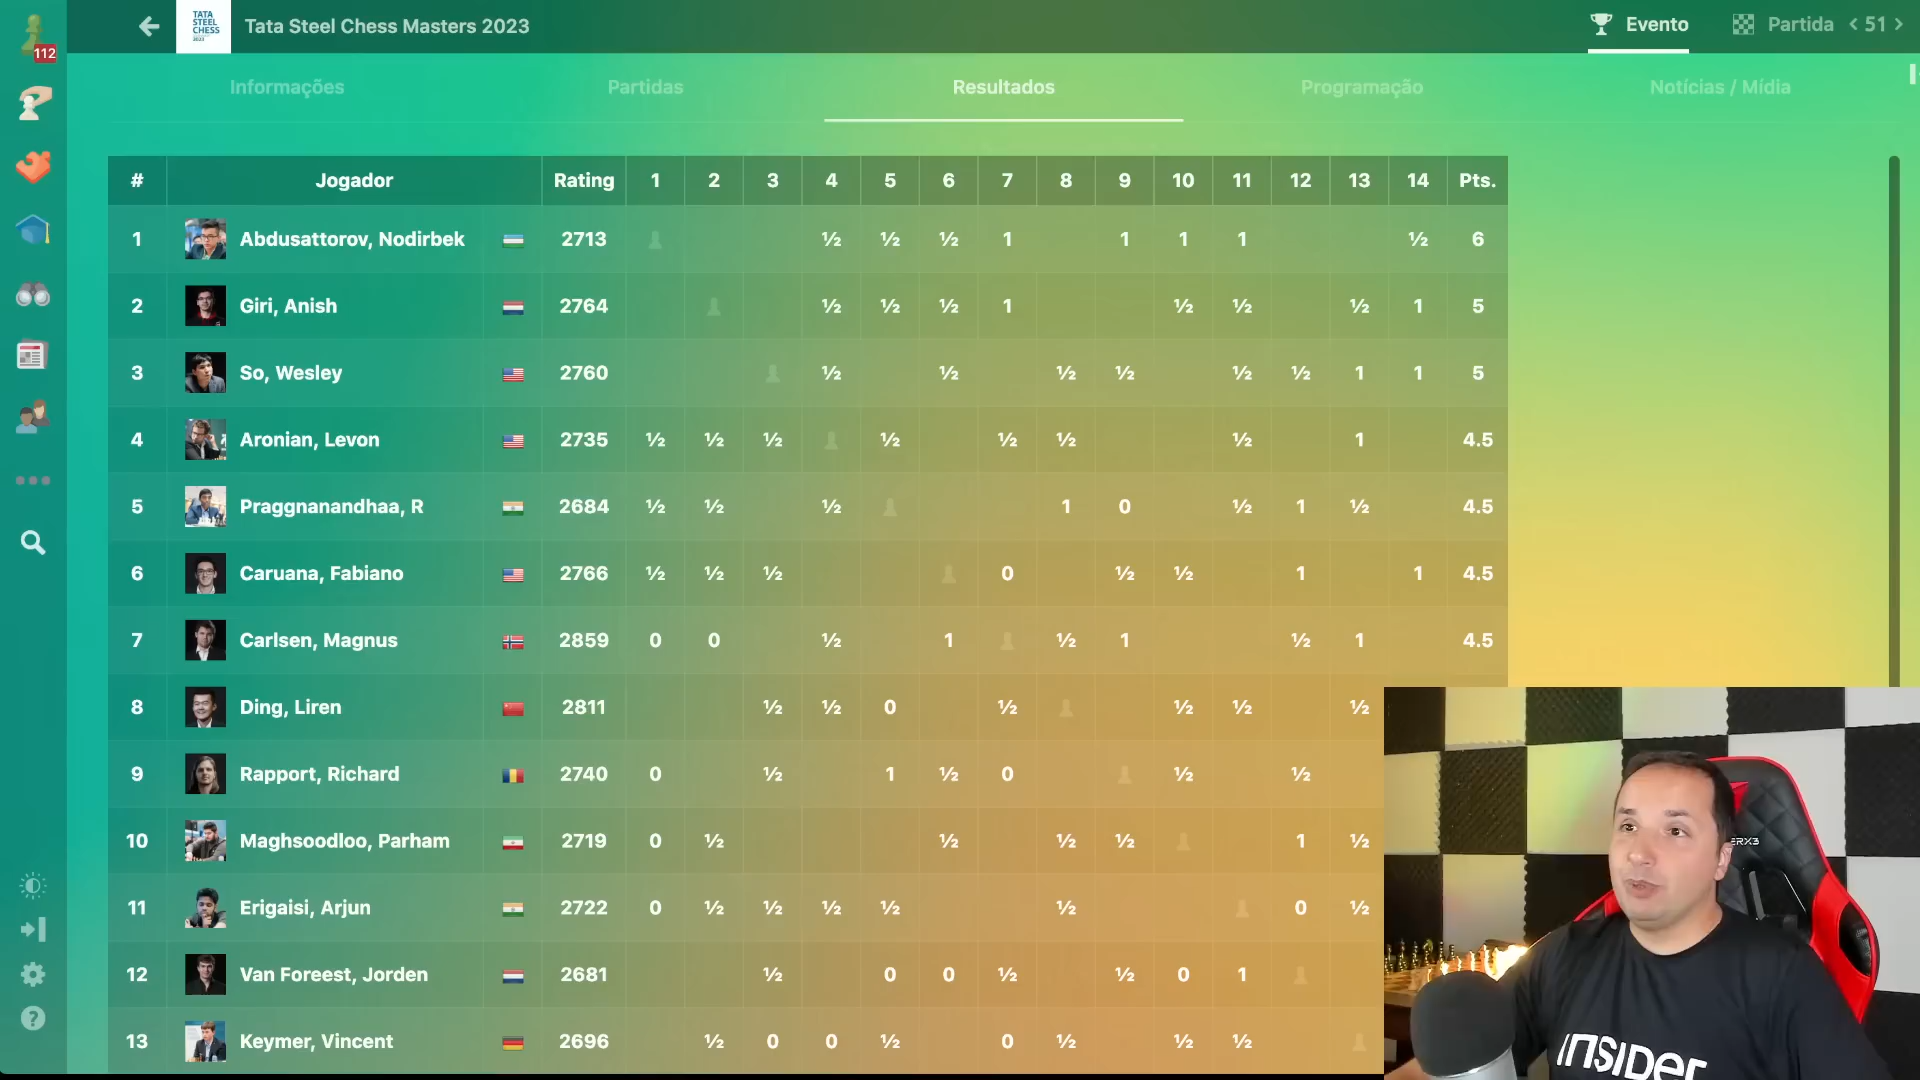 112
TATA
STEEL
CHESS
2023
Tata Steel Chess Masters 2023
Evento
Partida
< 51 >
Informações
Partidas
Resultados
Programação
Notícias / Mídia
# Jogador Rating 1 2 3 4 5 6 7 8 9 10 11 12 13 14 Pts.
1 Abdusattorov, Nodirbek 2713 ½ ½ ½ 1 1 1 1 ½ 6
2 Giri, Anish 2764 ½ ½ ½ 1 ½ ½ ½ 1 5
3 So, Wesley 2760 ½ ½ ½ ½ ½ ½ 1 1 5
4 Aronian, Levon 2735 ½ ½ ½ ½ ½ ½ ½ 1 4.5
5 Praggnanandhaa, R 2684 ½ ½ ½ 1 0 ½ 1 ½ 4.5
6 Caruana, Fabiano 2766 ½ ½ ½ 0 ½ ½ 1 1 4.5
7 Carlsen, Magnus 2859 0 0 ½ 1 ½ 1 ½ 1 4.5
8 Ding, Liren 2811 ½ ½ 0 ½ ½ ½ ½
9 Rapport, Richard 2740 0 ½ 1 ½ 0 ½ ½
10 Maghsoodloo, Parham 2719 0 ½ ½ ½ ½ 1 ½
11 Erigaisi, Arjun 2722 0 ½ ½ ½ ½ ½ 0 ½
12 Van Foreest, Jorden 2681 ½ 0 0 ½ ½ 0 1
13 Keymer, Vincent 2696 ½ 0 0 ½ 0 ½ ½ ½
ERX3
INSIDER